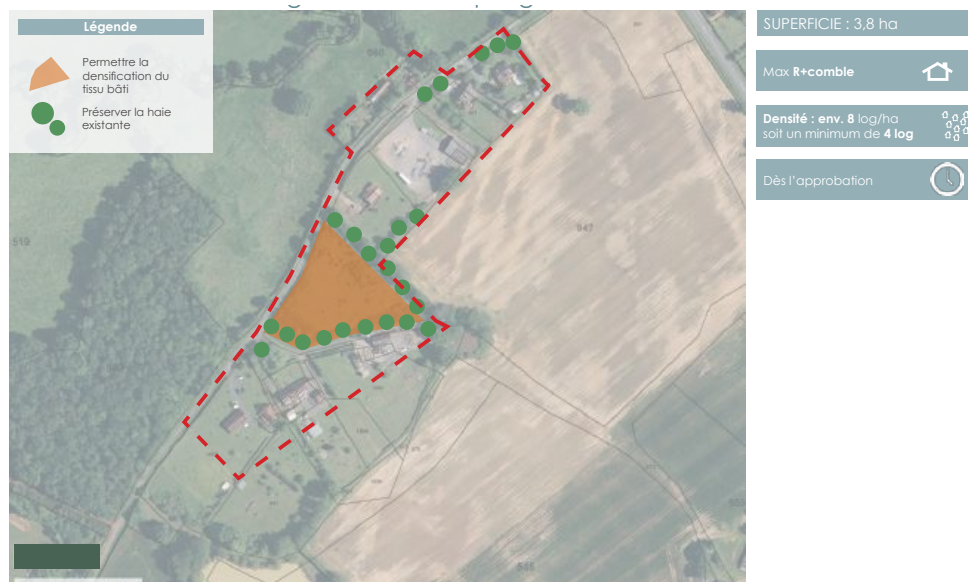 Légende
Permettre la
densification du
tissu bâti
Préserver la haie
existante
SUPERFICIE : 3,8 ha
Max R+comble
Densité : env. 8 log/ha
soit un minimum de 4 log
Dès l'approbation
519
647